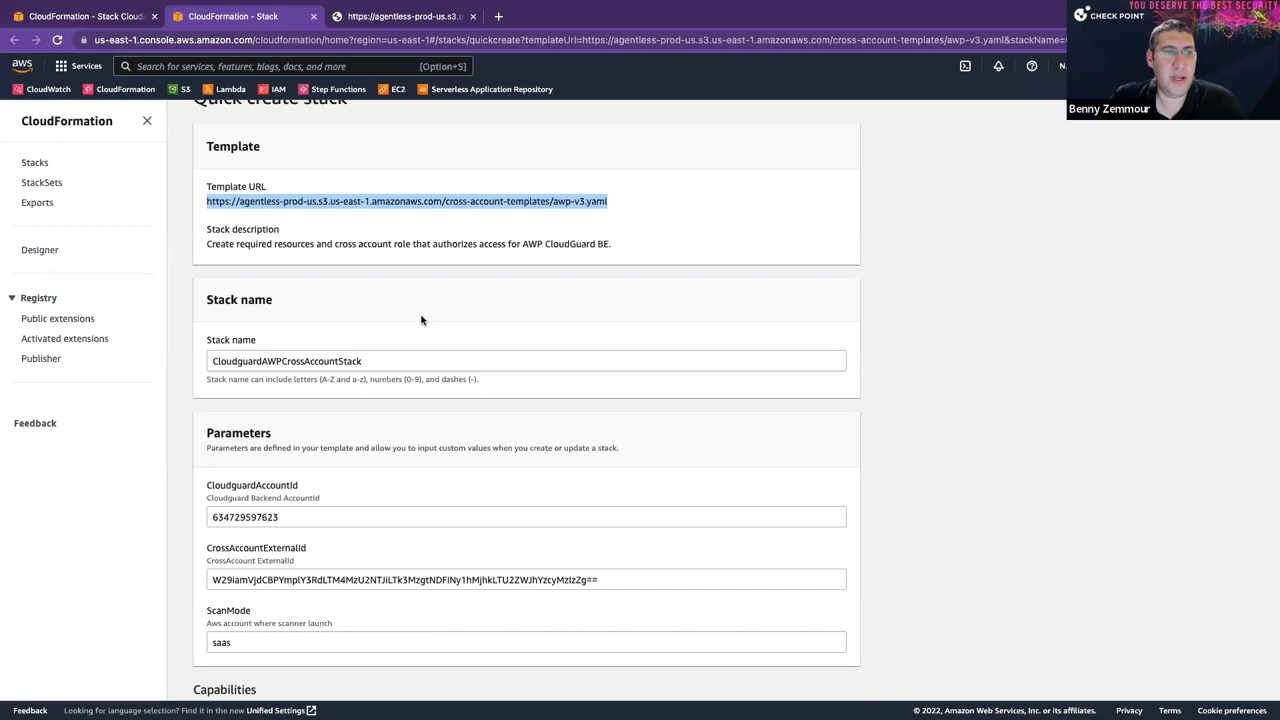 YOU DESERVE THE BEST SECURITY
CHECK POINT
Benny Zemmour
CloudFormation - Stack Cloud
CloudFormation - Stack
https://agentless-prod-us.s3.us
us-east-1.console.aws.amazon.com/cloudformation/home?region=us-east-1#/stacks/quickcreate?templateUrl=https://agentless-prod-us.s3.us-east-1.amazonaws.com/cross-account-templates/awp-v3.yaml&stackName=
aws
Services
Search for services, features, blogs, docs, and more
[Option+S]
N.
CloudWatch
CloudFormation
S3
Lambda
IAM
Step Functions
EC2
Serverless Application Repository
CloudFormation
Stacks
StackSets
Exports
Designer
Registry
Public extensions
Activated extensions
Publisher
Feedback
Quick create stack
Template
Template URL
https://agentless-prod-us.s3.us-east-1.amazonaws.com/cross-account-templates/awp-v3.yaml
Stack description
Create required resources and cross account role that authorizes access for AWP CloudGuard BE.
Stack name
Stack name
CloudguardAWPCrossAccountStack
Stack name can include letters (A-Z and a-z), numbers (0-9), and dashes (-).
Parameters
Parameters are defined in your template and allow you to input custom values when you create or update a stack.
CloudguardAccountId
Cloudguard Backend AccountId
634729597623
CrossAccountExternalId
CrossAccount ExternalId
ScanMode
Aws account where scanner launch
saas
Capabilities
Feedback
Looking for language selection? Find it in the new Unified Settings
© 2022, Amazon Web Services, Inc. or its affiliates.
Privacy
Terms
Cookie preferences